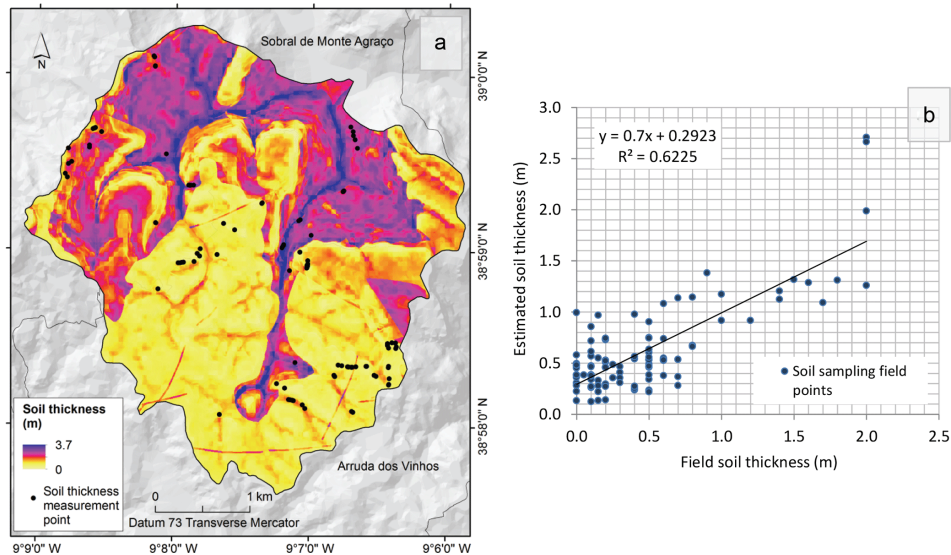 Sobral de Monte Agraço
a
N
39°0'0" N
38°59'0" N
38°58'0" N
Soil thickness
(m)
3.7
0
Soil thickness
measurement
point
0
1 km
Arruda dos Vinhos
Datum 73 Transverse Mercator
9°9'0" W
9°8'0" W
9°7'0" W
9°6'0" W
b
y = 0.7x + 0.2923
R² = 0.6225
Estimated soil thickness (m)
3.0
2.5
2.0
1.5
1.0
0.5
0.0
Soil sampling field
points
0.0
0.5
1.0
1.5
2.0
2.5
Field soil thickness (m)